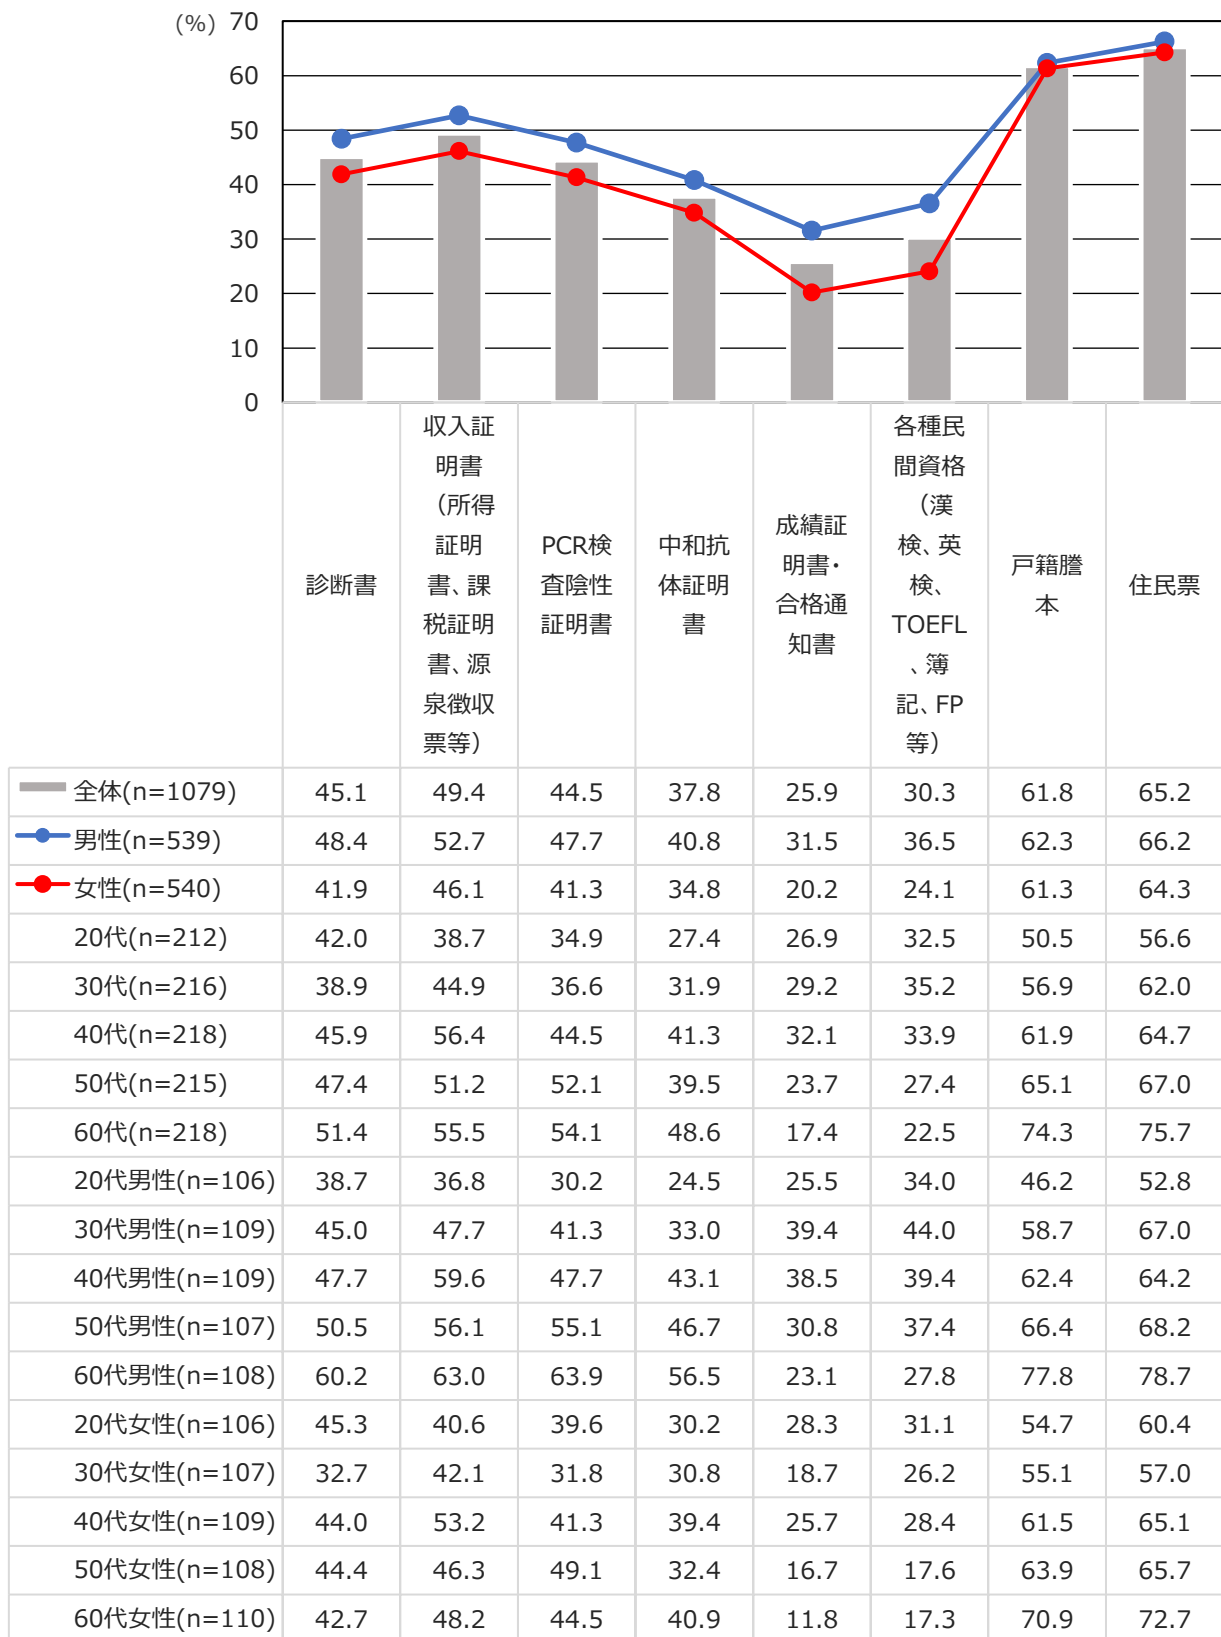 (%)
70
60
50
40
30
20
10
0
診断書
収入証
明書
（所得
証明
書、課
税証明
書、源
泉徴収
票等）
PCR検
査陰性
証明書
中和抗
体証明
書
成績証
明書・
合格通
知書
各種民
間資格
（漢
検、英
検、
TOEFL
、簿
記、FP
等）
戸籍謄
本
住民票
全体(n=1079) 45.1 49.4 44.5 37.8 25.9 30.3 61.8 65.2
男性(n=539) 48.4 52.7 47.7 40.8 31.5 36.5 62.3 66.2
女性(n=540) 41.9 46.1 41.3 34.8 20.2 24.1 61.3 64.3
20代(n=212) 42.0 38.7 34.9 27.4 26.9 32.5 50.5 56.6
30代(n=216) 38.9 44.9 36.6 31.9 29.2 35.2 56.9 62.0
40代(n=218) 45.9 56.4 44.5 41.3 32.1 33.9 61.9 64.7
50代(n=215) 47.4 51.2 52.1 39.5 23.7 27.4 65.1 67.0
60代(n=218) 51.4 55.5 54.1 48.6 17.4 22.5 74.3 75.7
20代男性(n=106) 38.7 36.8 30.2 24.5 25.5 34.0 46.2 52.8
30代男性(n=109) 45.0 47.7 41.3 33.0 39.4 44.0 58.7 67.0
40代男性(n=109) 47.7 59.6 47.7 43.1 38.5 39.4 62.4 64.2
50代男性(n=107) 50.5 56.1 55.1 46.7 30.8 37.4 66.4 68.2
60代男性(n=108) 60.2 63.0 63.9 56.5 23.1 27.8 77.8 78.7
20代女性(n=106) 45.3 40.6 39.6 30.2 28.3 31.1 54.7 60.4
30代女性(n=107) 32.7 42.1 31.8 30.8 18.7 26.2 55.1 57.0
40代女性(n=109) 44.0 53.2 41.3 39.4 25.7 28.4 61.5 65.1
50代女性(n=108) 44.4 46.3 49.1 32.4 16.7 17.6 63.9 65.7
60代女性(n=110) 42.7 48.2 44.5 40.9 11.8 17.3 70.9 72.7